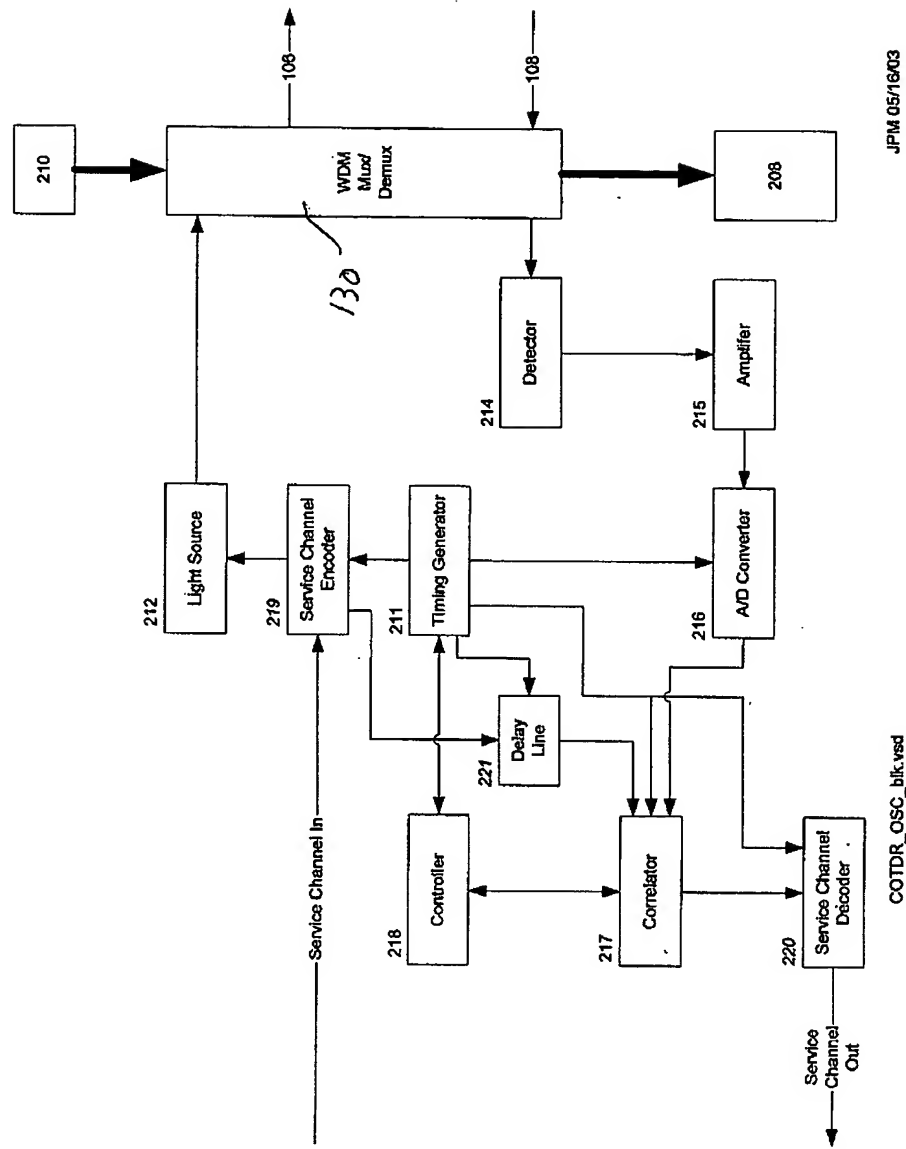 Service Channel In
Service
Channel
Out
218
Controller
217
Correlator
220
Service Channel
Decoder
221
Delay
Line
212
Light Source
219
Service Channel
Encoder
211
Timing Generator
216
A/D Converter
214
Detector
215
Amplifer
130
210
WDM
Mux/
Demux
208
106
108
COTDR_OSC_blk.vsd
JPM 05/16/03